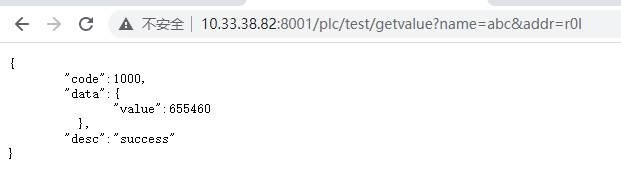 不安全 | 10.33.38.82:8001/plc/test/getvalue?name=abc&addr=r0l
{
"code":1000,
"data":{
"value":655460
},
"desc":"success"
}